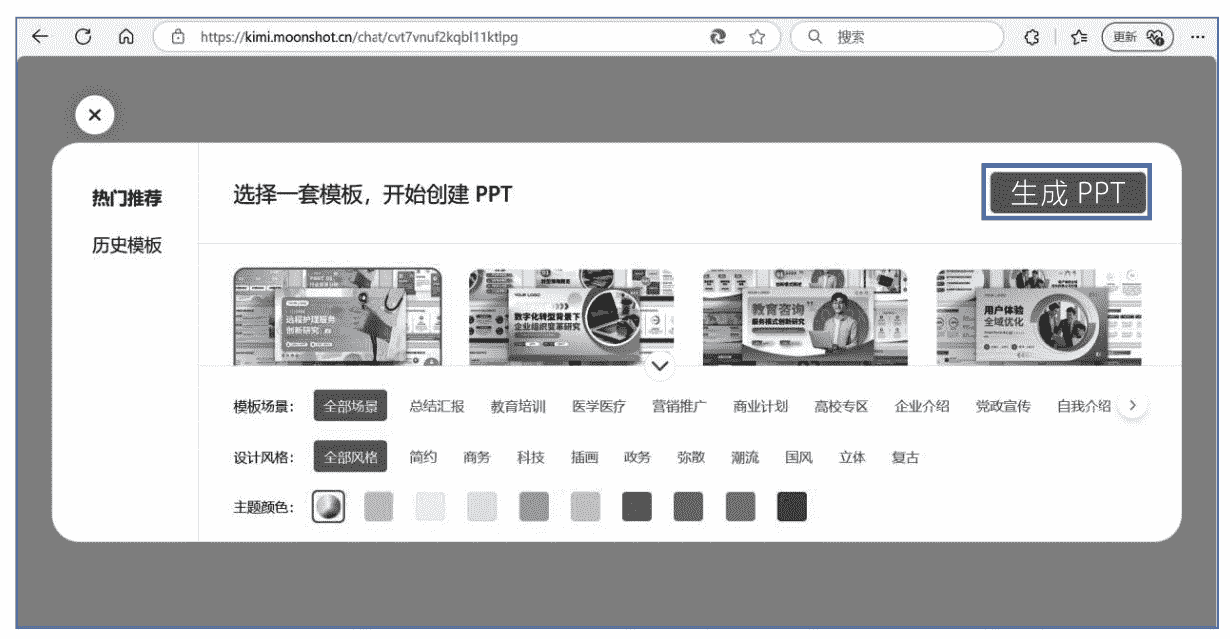 https://kimi.moonshot.cn/chat/cvt7vnuf2kqbl11ktlpg
搜索
更新
热门推荐
历史模板
选择一套模板，开始创建 PPT
生成 PPT
远程护理服务
创新研究
YOUR LOGO
数字化转型背景下
企业组织变革研究
教育咨询
服务模式创新研究
用户体验
全域优化
模板场景： 全部场景 总结汇报 教育培训 医学医疗 营销推广 商业计划 高校专区 企业介绍 党政宣传 自我介绍
设计风格： 全部风格 简约 商务 科技 插画 政务 弥散 潮流 国风 立体 复古
主题颜色：